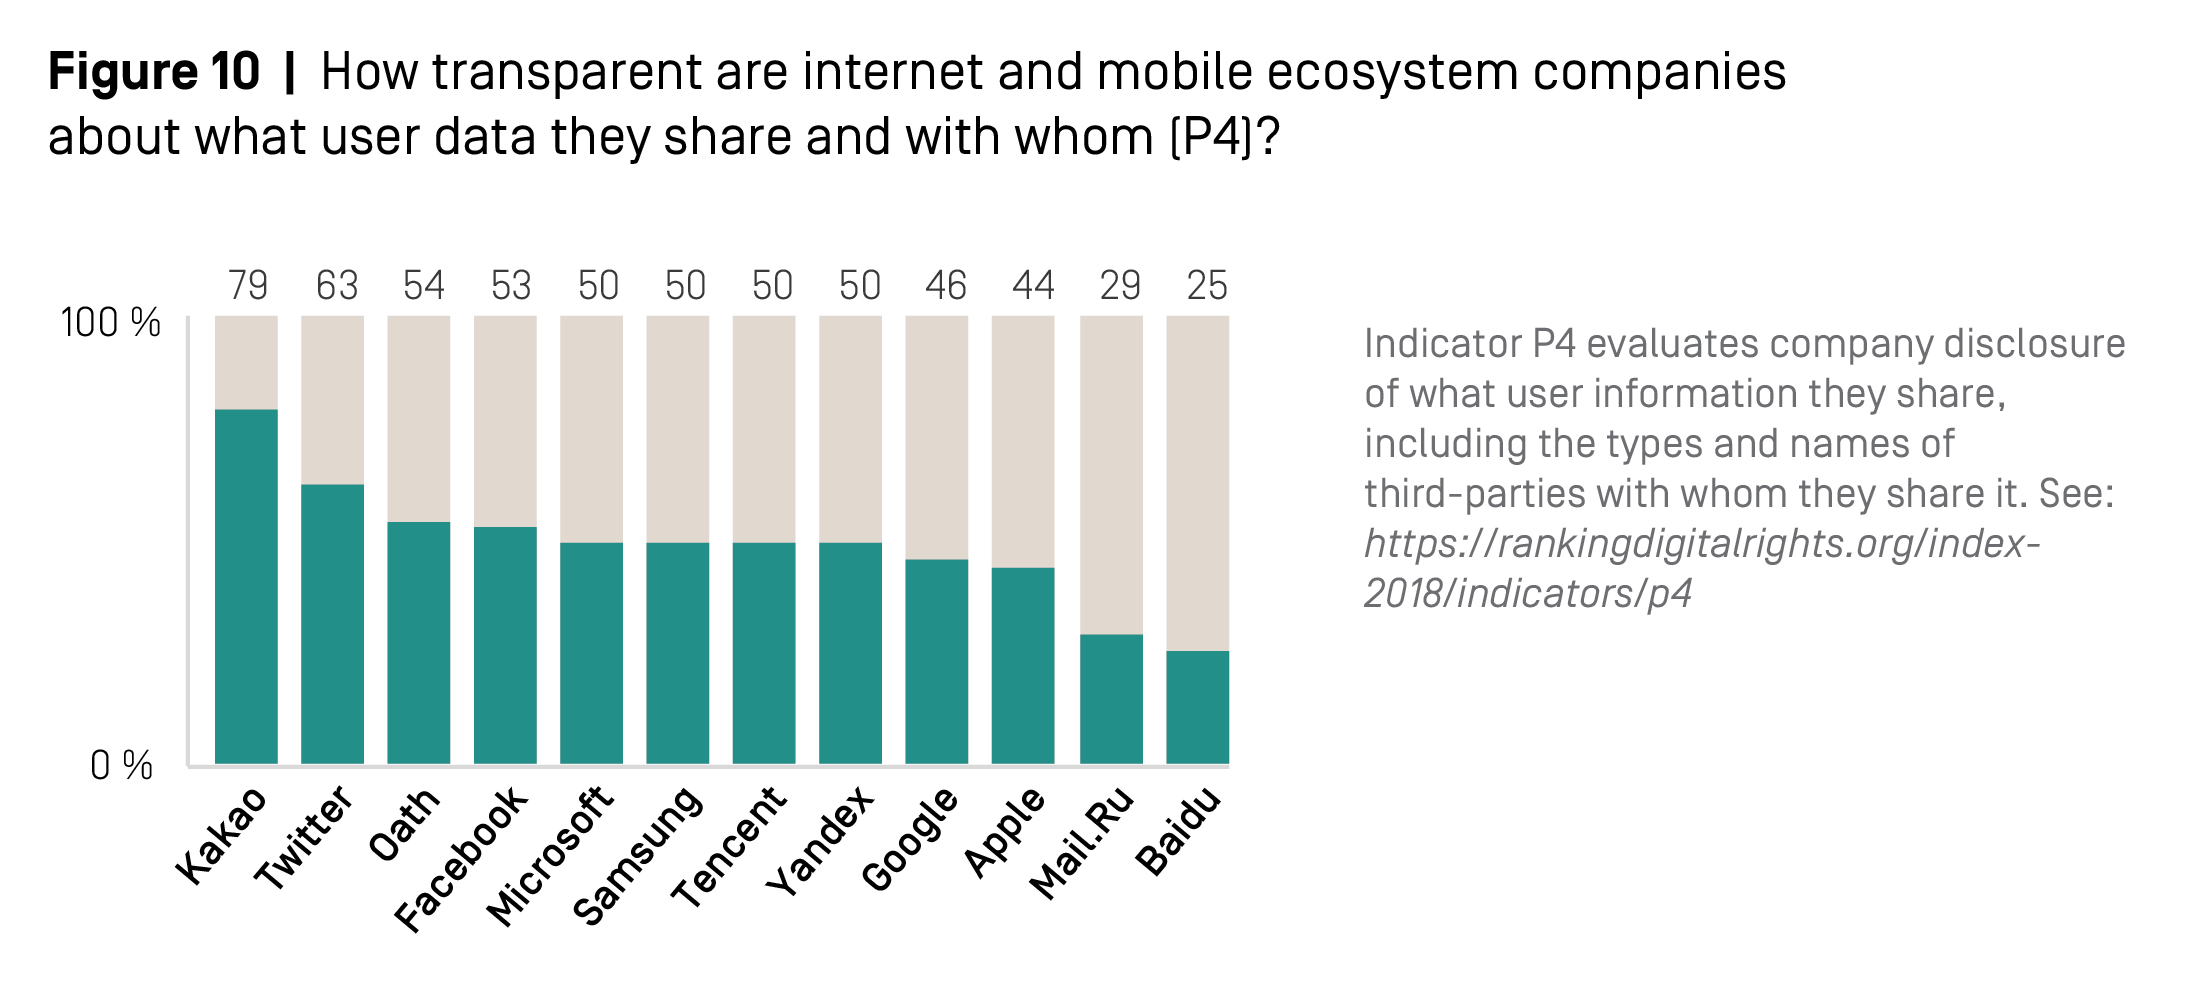 Figure 10 | How transparent are internet and mobile ecosystem companies
about what user data they share and with whom (P4)?
79 63 54 53 50 50 50 50 46 44 29 25
100 %
0 %
Kakao Twitter Oath Facebook Microsoft Samsung Tencent Yandex Google Apple Mail.Ru Baidu
Indicator P4 evaluates company disclosure
of what user information they share,
including the types and names of
third-parties with whom they share it. See:
https://rankingdigitalrights.org/index-
2018/indicators/p4